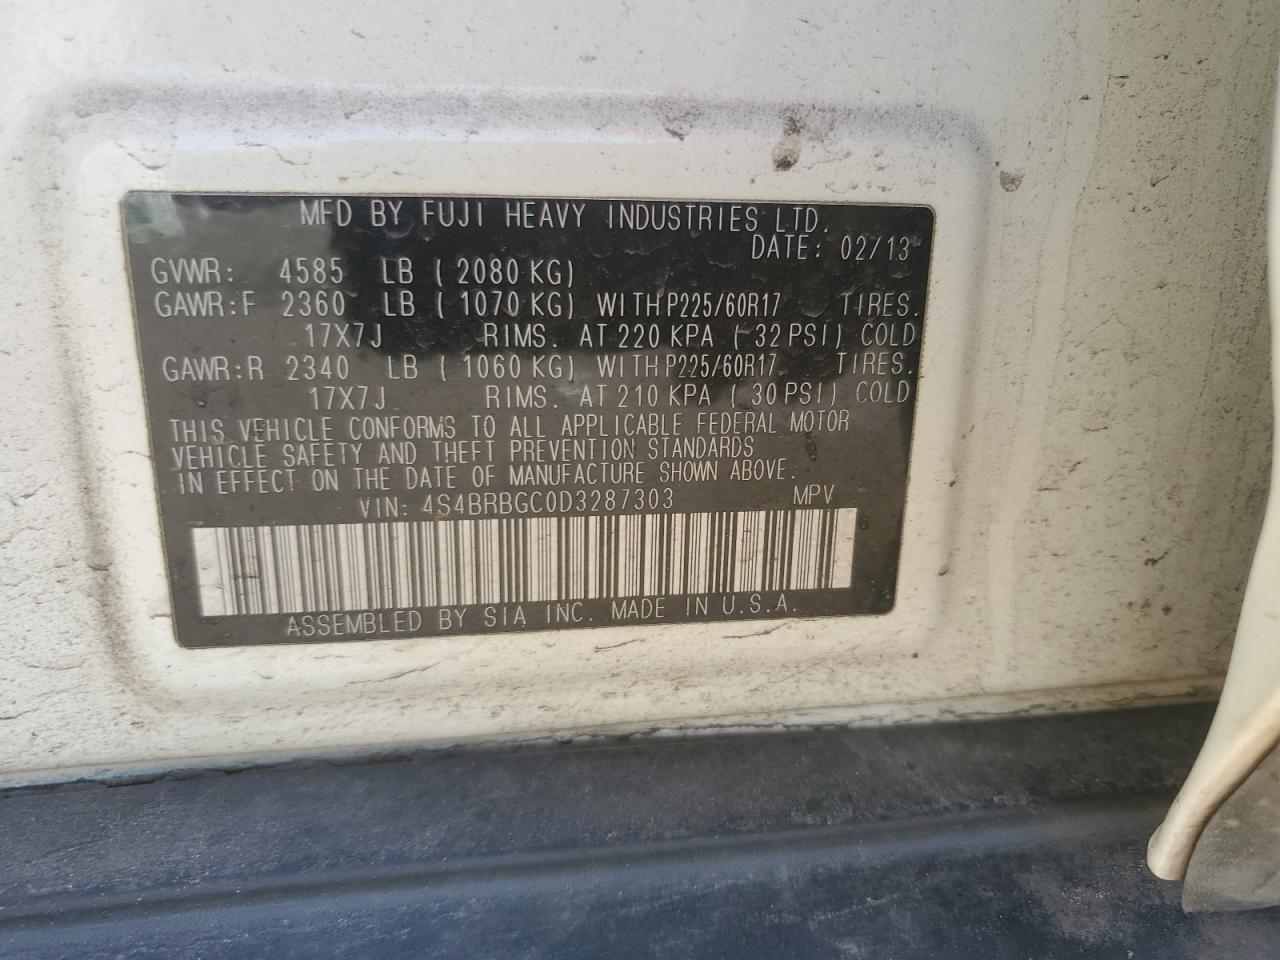 MFD BY FUJI HEAVY INDUSTRIES LTD.
DATE: 02/13
GVWR: 4585 LB ( 2080 KG)
GAWR:F 2360 LB ( 1070 KG) WITH P225/60R17 TIRES.
17X7J RIMS. AT 220 KPA ( 32 PSI) COLD
GAWR:R 2340 LB ( 1060 KG) WITH P225/60R17 TIRES.
17X7J RIMS. AT 210 KPA ( 30 PSI) COLD
THIS VEHICLE CONFORMS TO ALL APPLICABLE FEDERAL MOTOR
VEHICLE SAFETY AND THEFT PREVENTION STANDARDS
IN EFFECT ON THE DATE OF MANUFACTURE SHOWN ABOVE.
VIN: 4S4BRBGC0D3287303 MPV
ASSEMBLED BY SIA INC. MADE IN U.S.A.